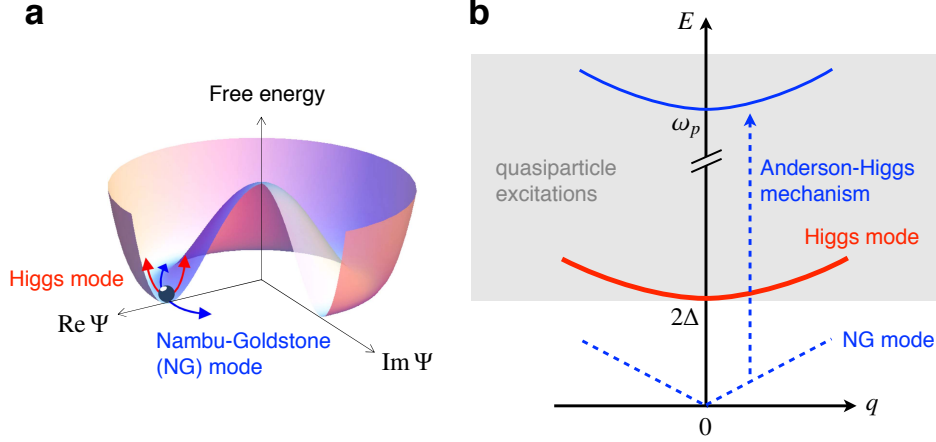 a
Free energy
Higgs mode
Re Ψ
Nambu-Goldstone
(NG) mode
Im Ψ
b
E
ωp
quasiparticle
excitations
Anderson-Higgs
mechanism
Higgs mode
2Δ
NG mode
q
0